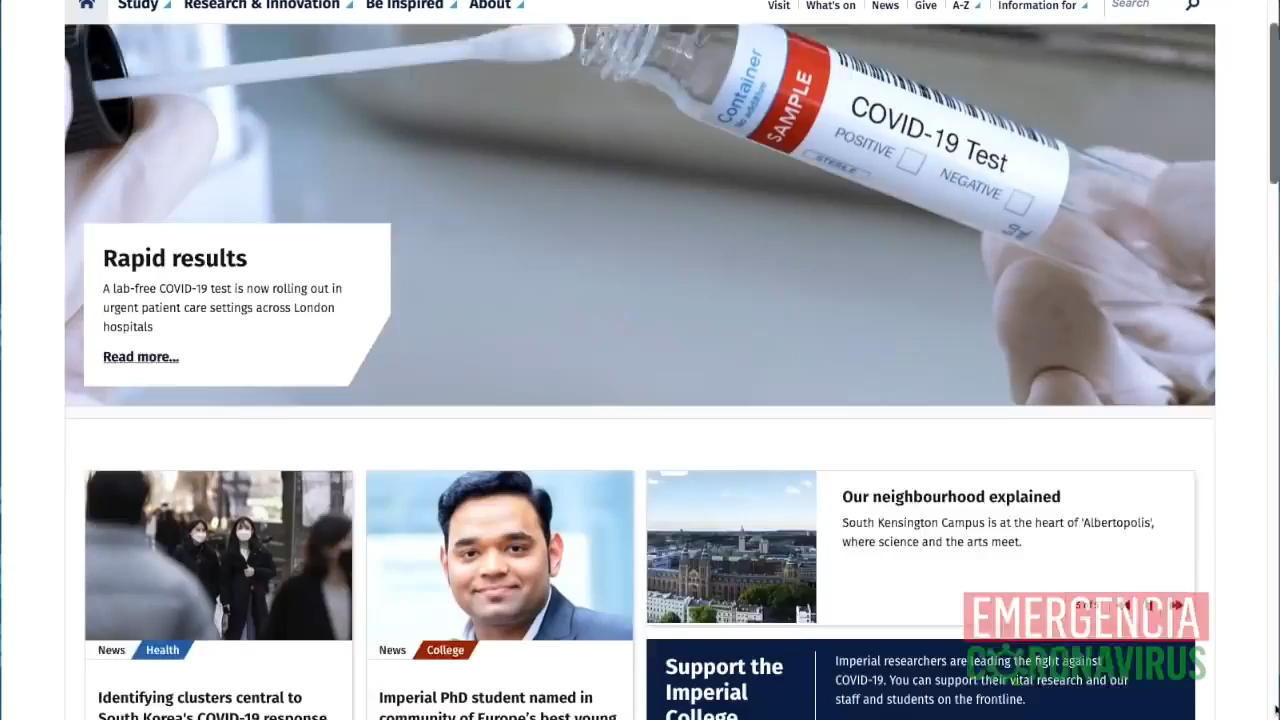 Study Research & Innovation Be Inspired About
Visit What's on News Give A-Z Information for Search
Container
No additive
SAMPLE
COVID-19 Test
POSITIVE
NEGATIVE
STERILE
Rapid results
A lab-free COVID-19 test is now rolling out in
urgent patient care settings across London
hospitals
Read more...
News Health
Identifying clusters central to
South Korea's COVID-19 response
News College
Imperial PhD student named in
community of Europe's best young
Our neighbourhood explained
South Kensington Campus is at the heart of 'Albertopolis',
where science and the arts meet.
Support the
Imperial
College
Imperial researchers are leading the fight against
COVID-19. You can support their vital research and our
staff and students on the frontline.
EMERGENCIA
CORONAVIRUS